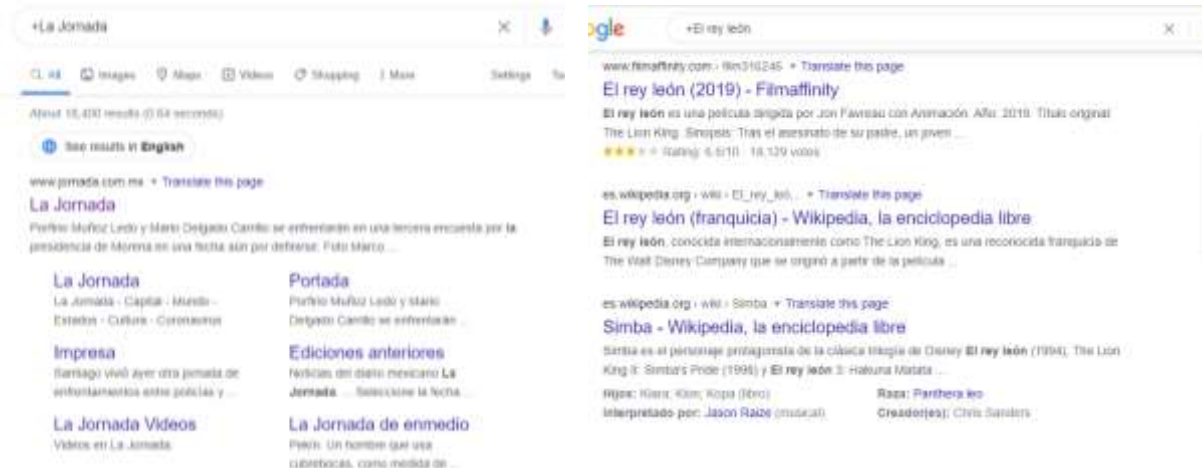 +La Jornada
All Images Maps Videos Shopping More Settings
About 18,400 results (0.64 seconds)
See results in English
www.jornada.com.mx Translate this page
La Jornada
Porfirio Muñoz Ledo y Mario Delgado Carrillo se enfrentarán en una tercera encuesta por la
presidencia de Morena en una fecha aún por definirse. Foto Marco ...
La Jornada
La Jornada - Capital - Mundo -
Estados - Cultura - Coronavirus
Portada
Porfirio Muñoz Ledo y Mario
Delgado Carrillo se enfrentarán ...
Impresa
Santiago vivió ayer otra jornada de
enfrentamientos entre policías y ...
Ediciones anteriores
Noticias del diario mexicano La
Jornada. ... Seleccione la fecha ...
La Jornada Videos
Videos en La Jornada.
La Jornada de enmedio
Pekín. Un hombre que usa
cubrebocas, como medida de ...
ogle
+El rey león
www.filmaffinity.com › film310245 Translate this page
El rey león (2019) - Filmaffinity
El rey león es una película dirigida por Jon Favreau con Animación. Año: 2019. Título original:
The Lion King. Sinopsis: Tras el asesinato de su padre, un joven ...
Rating: 6.6/10 · 18,129 votes
es.wikipedia.org › wiki › El_rey_leó... Translate this page
El rey león (franquicia) - Wikipedia, la enciclopedia libre
El rey león, conocida internacionalmente como The Lion King, es una reconocida franquicia de
The Walt Disney Company que se originó a partir de la película ...
es.wikipedia.org › wiki › Simba Translate this page
Simba - Wikipedia, la enciclopedia libre
Simba es el personaje protagonista de la clásica trilogía de Disney El rey león (1994), The Lion
King II: Simba's Pride (1998) y El rey león 3: Hakuna Matata ...
Hijos: Kiara; Kion; Kopa (libro) Raza: Panthera leo
Interpretado por: Jason Raize (musical) Creador(es): Chris Sanders